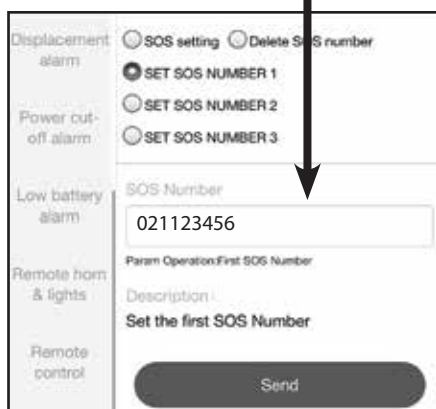 Displacement
alarm
Power cut-
off alarm
Low battery
alarm
Remote horn
& lights
Remote
control
SOS setting Delete SOS number
SET SOS NUMBER 1
SET SOS NUMBER 2
SET SOS NUMBER 3
SOS Number
021123456
Param Operation:First SOS Number
Description:
Set the first SOS Number
Send